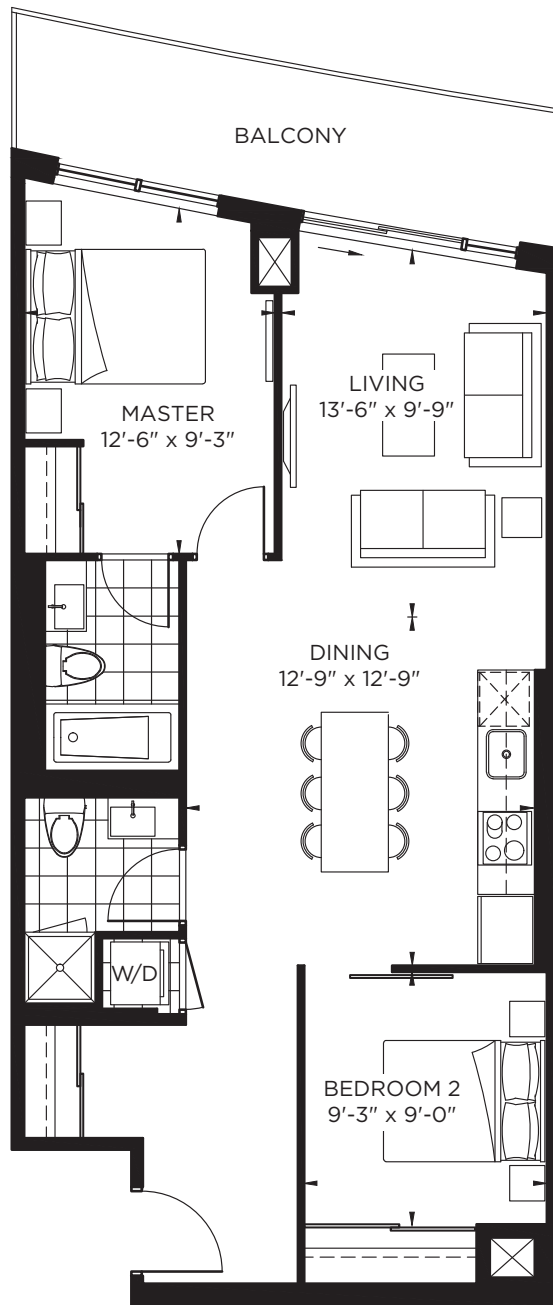 BALCONY
LIVING
13'-6" x 9'-9"
MASTER
12'-6" x 9'-3"
DINING
12'-9" x 12'-9"
W/D
BEDROOM 2
9'-3" x 9'-0"